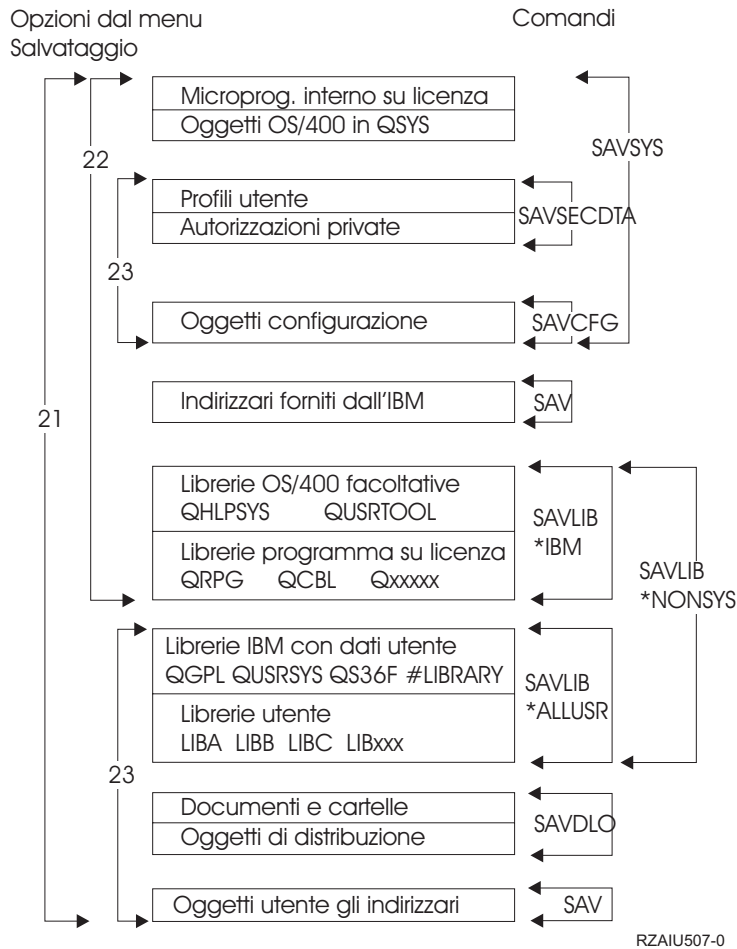 Opzioni dal menu
Salvataggio
Comandi
Microprog. interno su licenza
Oggetti OS/400 in QSYS
SAVSYS
22
Profili utente
Autorizzazioni private
SAVSECDTA
23
Oggetti configurazione
SAVCFG
Indirizzari forniti dall'IBM
SAV
21
Librerie OS/400 facoltative
QHLPSYS QUSRTOOL
Librerie programma su licenza
QRPG QCBL Qxxxxx
SAVLIB
*IBM
SAVLIB
*NONSYS
Librerie IBM con dati utente
QGPL QUSRSYS QS36F #LIBRARY
Librerie utente
LIBA LIBB LIBC LIBxxx
SAVLIB
*ALLUSR
23
Documenti e cartelle
Oggetti di distribuzione
SAVDLO
Oggetti utente gli indirizzari
SAV
RZAIU507-0